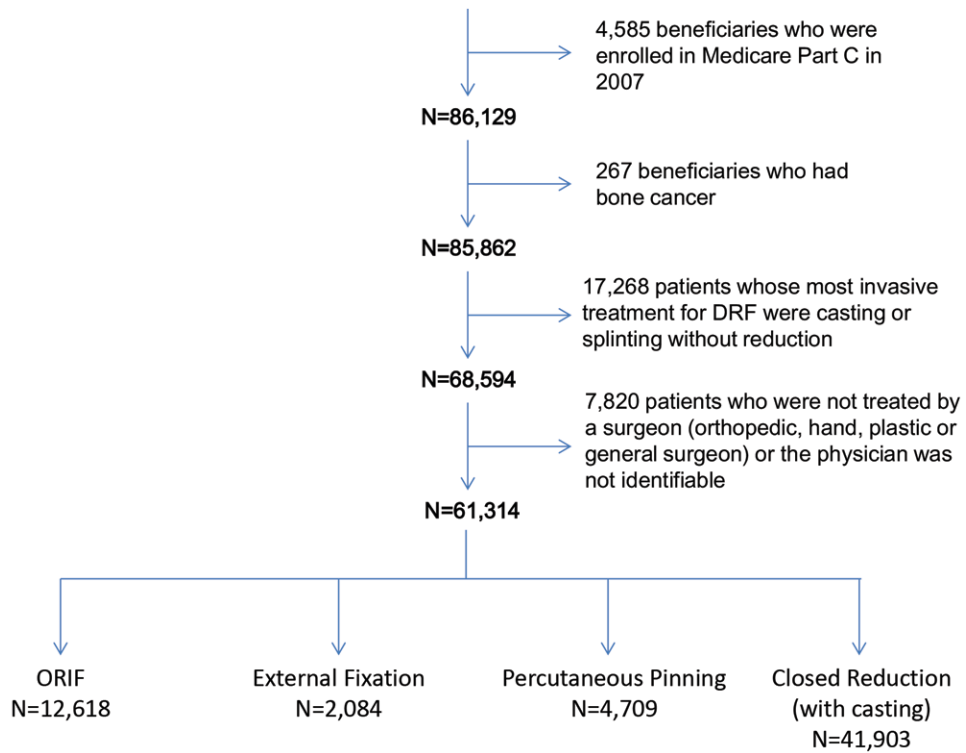 4,585 beneficiaries who were
enrolled in Medicare Part C in
2007
N=86,129
267 beneficiaries who had
bone cancer
N=85,862
17,268 patients whose most invasive
treatment for DRF were casting or
splinting without reduction
N=68,594
7,820 patients who were not treated by
a surgeon (orthopedic, hand, plastic or
general surgeon) or the physician was
not identifiable
N=61,314
ORIF
N=12,618
External Fixation
N=2,084
Percutaneous Pinning
N=4,709
Closed Reduction
(with casting)
N=41,903